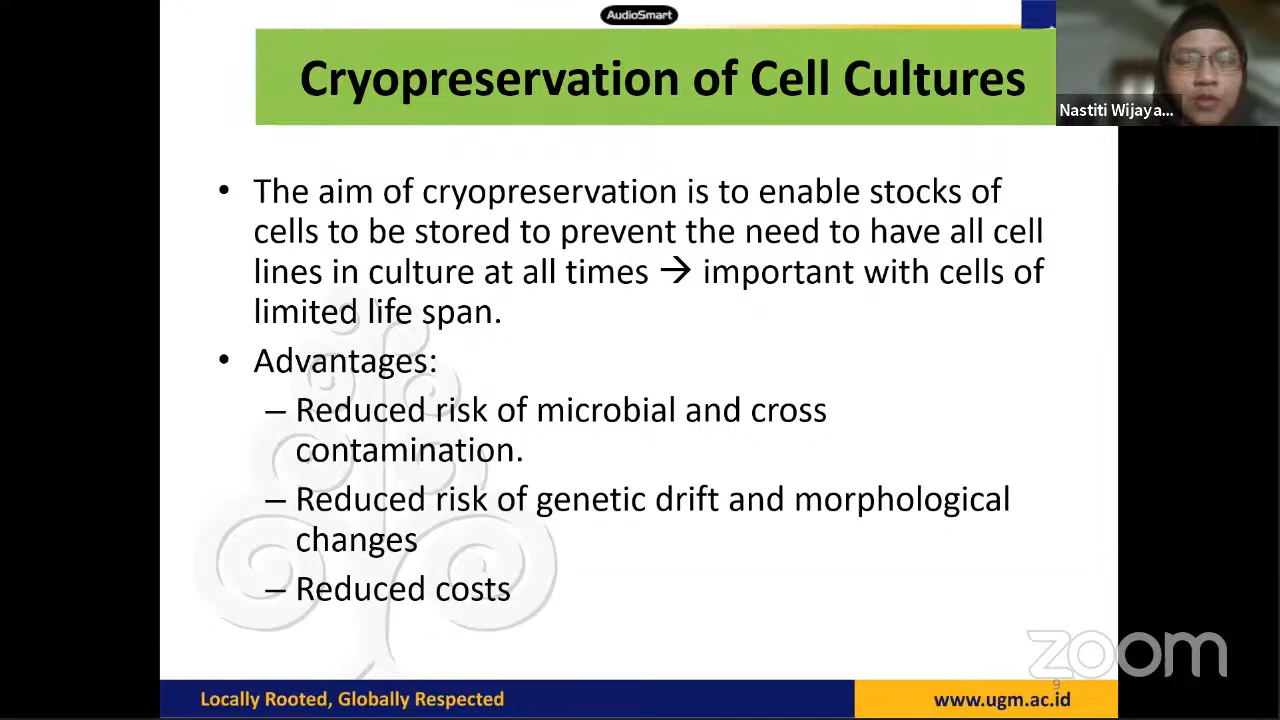 AudioSmart
Cryopreservation of Cell Cultures
Nastiti Wijaya...
• The aim of cryopreservation is to enable stocks of
cells to be stored to prevent the need to have all cell
lines in culture at all times → important with cells of
limited life span.
• Advantages:
– Reduced risk of microbial and cross
contamination.
– Reduced risk of genetic drift and morphological
changes
– Reduced costs
zoom
9
Locally Rooted, Globally Respected
www.ugm.ac.id